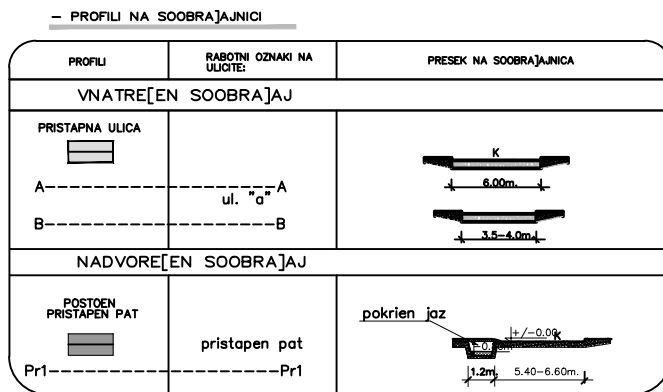 – PROFILI NA SOOBRA]AJNICI
PROFILI
RABOTNI OZNAKI NA
ULICITE:
PRESEK NA SOOBRA]AJNICA
VNATRE[EN SOOBRA]AJ
PRISTAPNA ULICA
K
A A
ul. "a"
6.00m.
B B
3.5-4.0m.
NADVORE[EN SOOBRA]AJ
POSTOEN
PRISTAPEN PAT
pokrien jaz
+/-0.00
K
pristapen pat
Pr1 Pr1
1.2m.
5.40-6.60m.